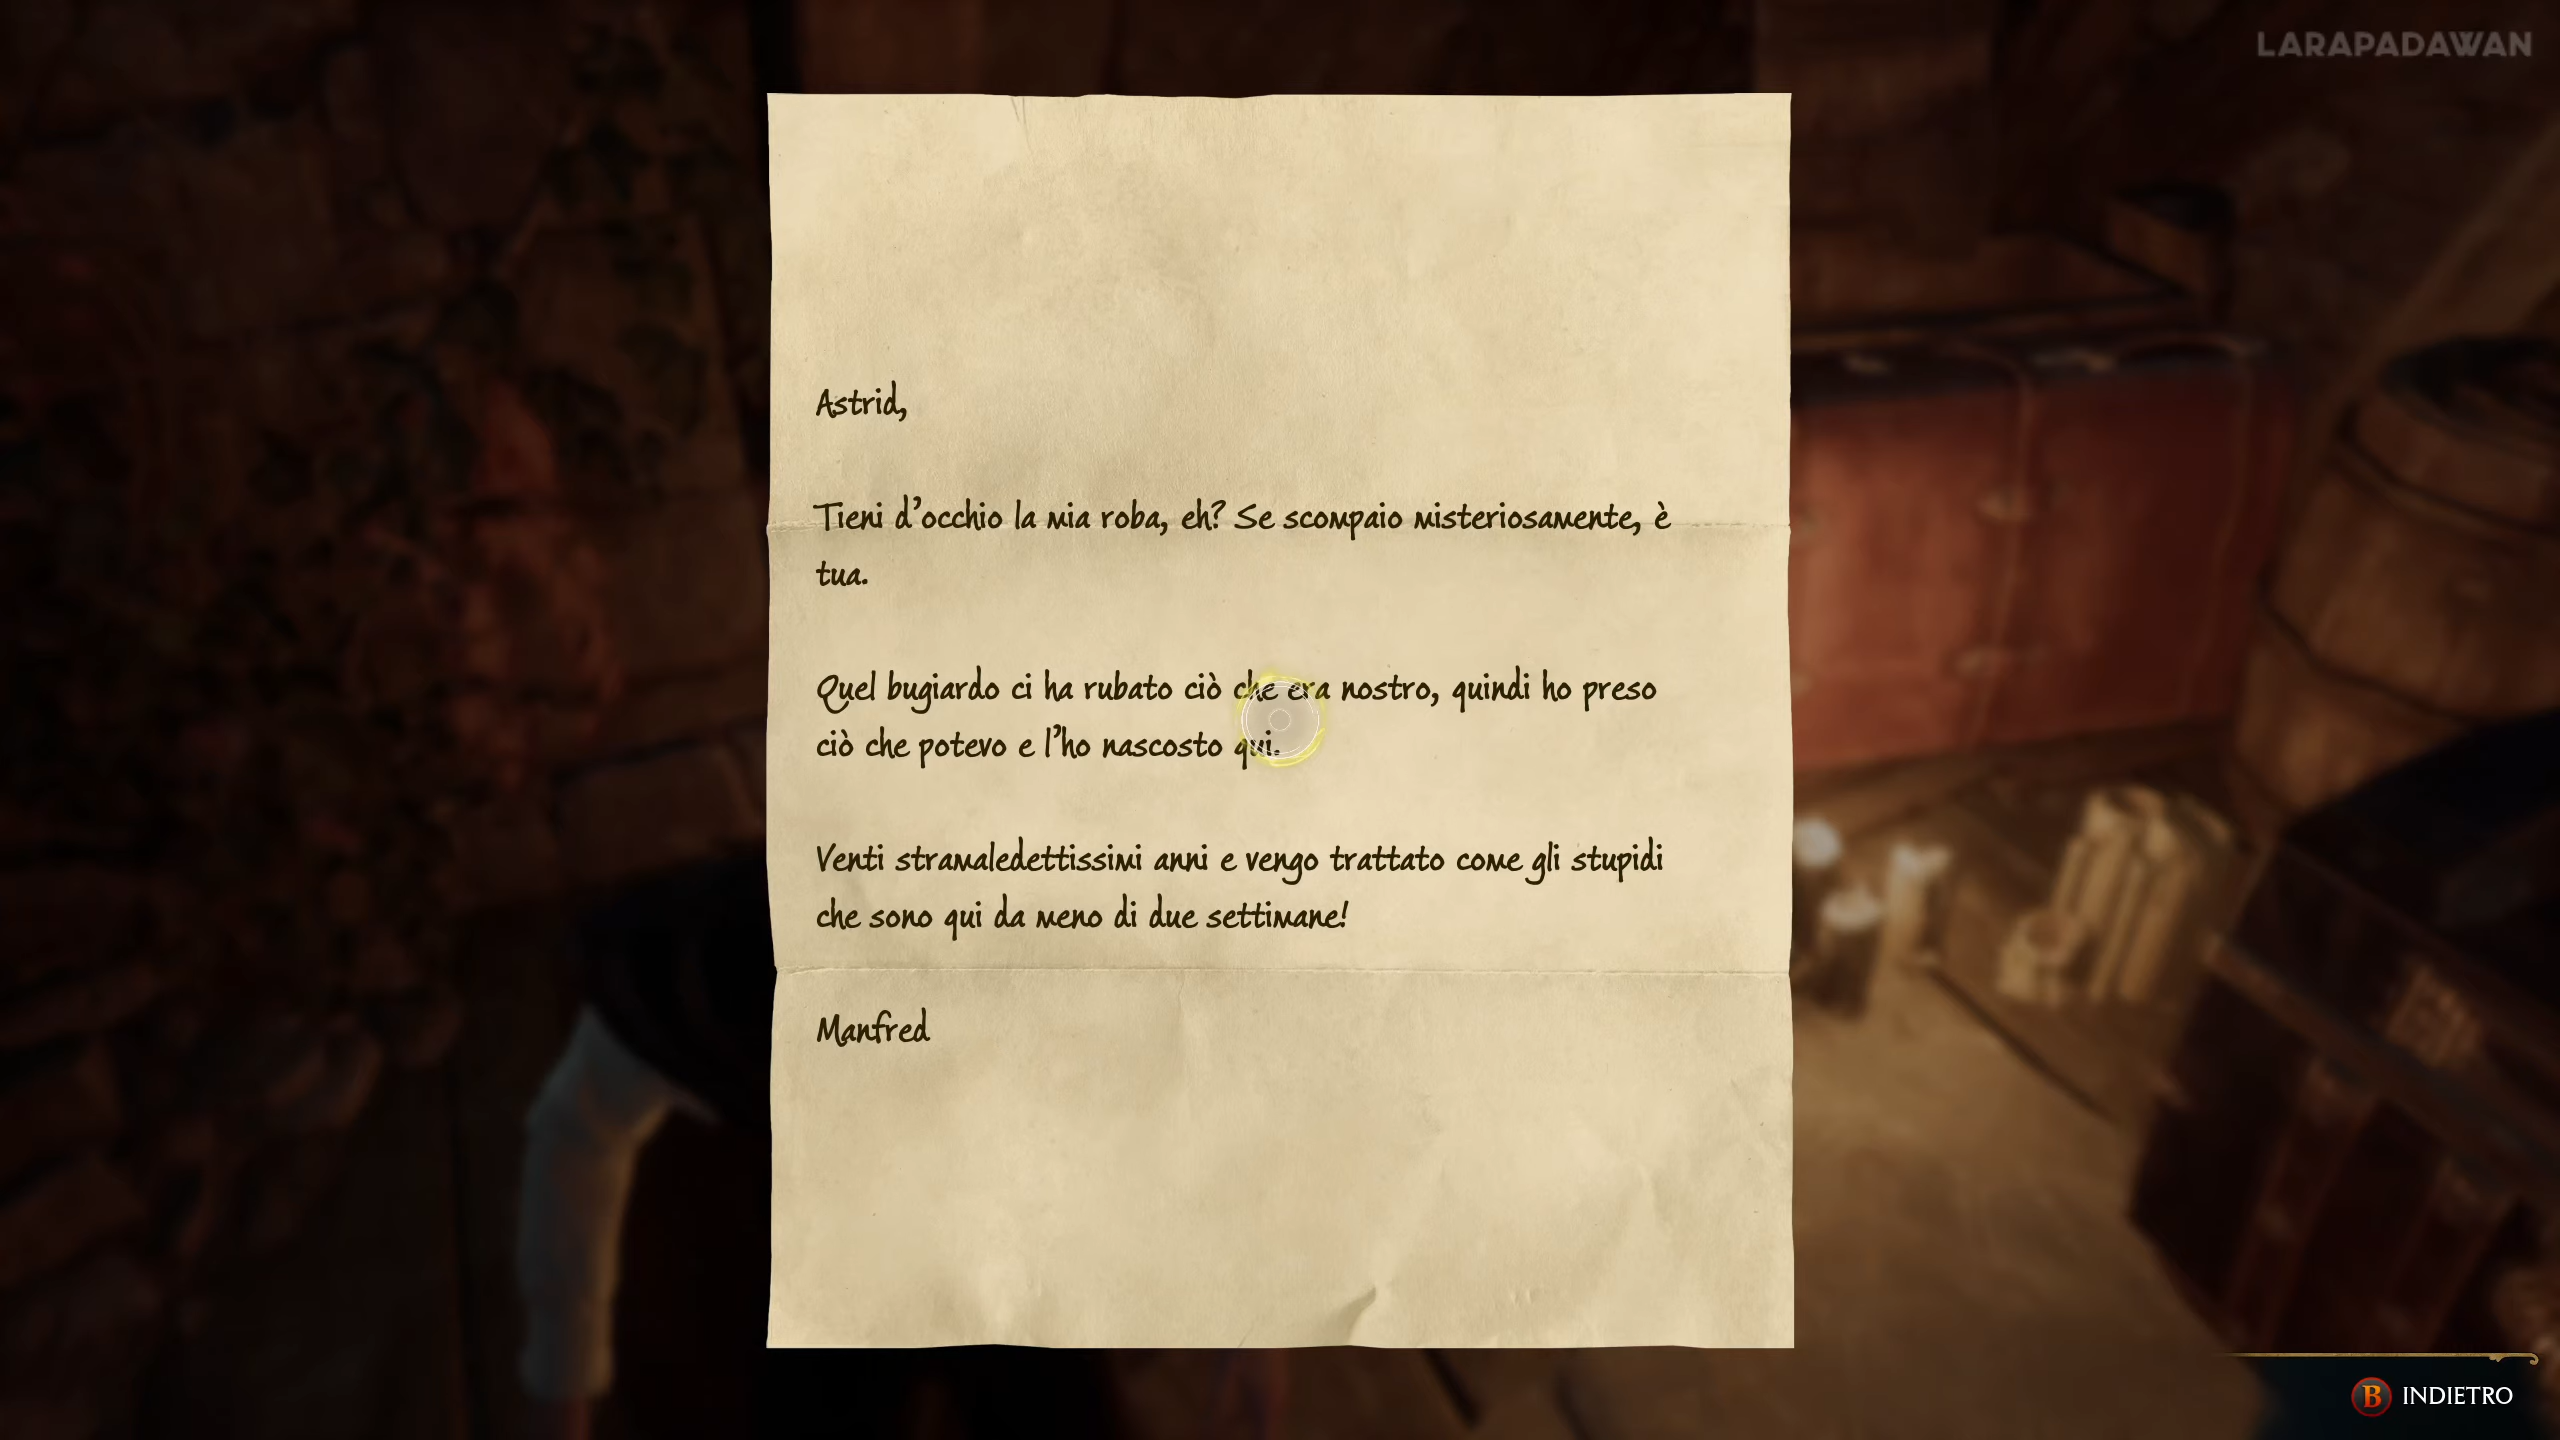 LARAPADAWAN
Astrid,
Tieni d'occhio la mia roba, eh? Se scompaio misteriosamente, è
tua.
Quel bugiardo ci ha rubato ciò che era nostro, quindi ho preso
ciò che potevo e l'ho nascosto qui.
Venti stramaledettissimi anni e vengo trattato come gli stupidi
che sono qui da meno di due settimane!
Manfred
B INDIETRO